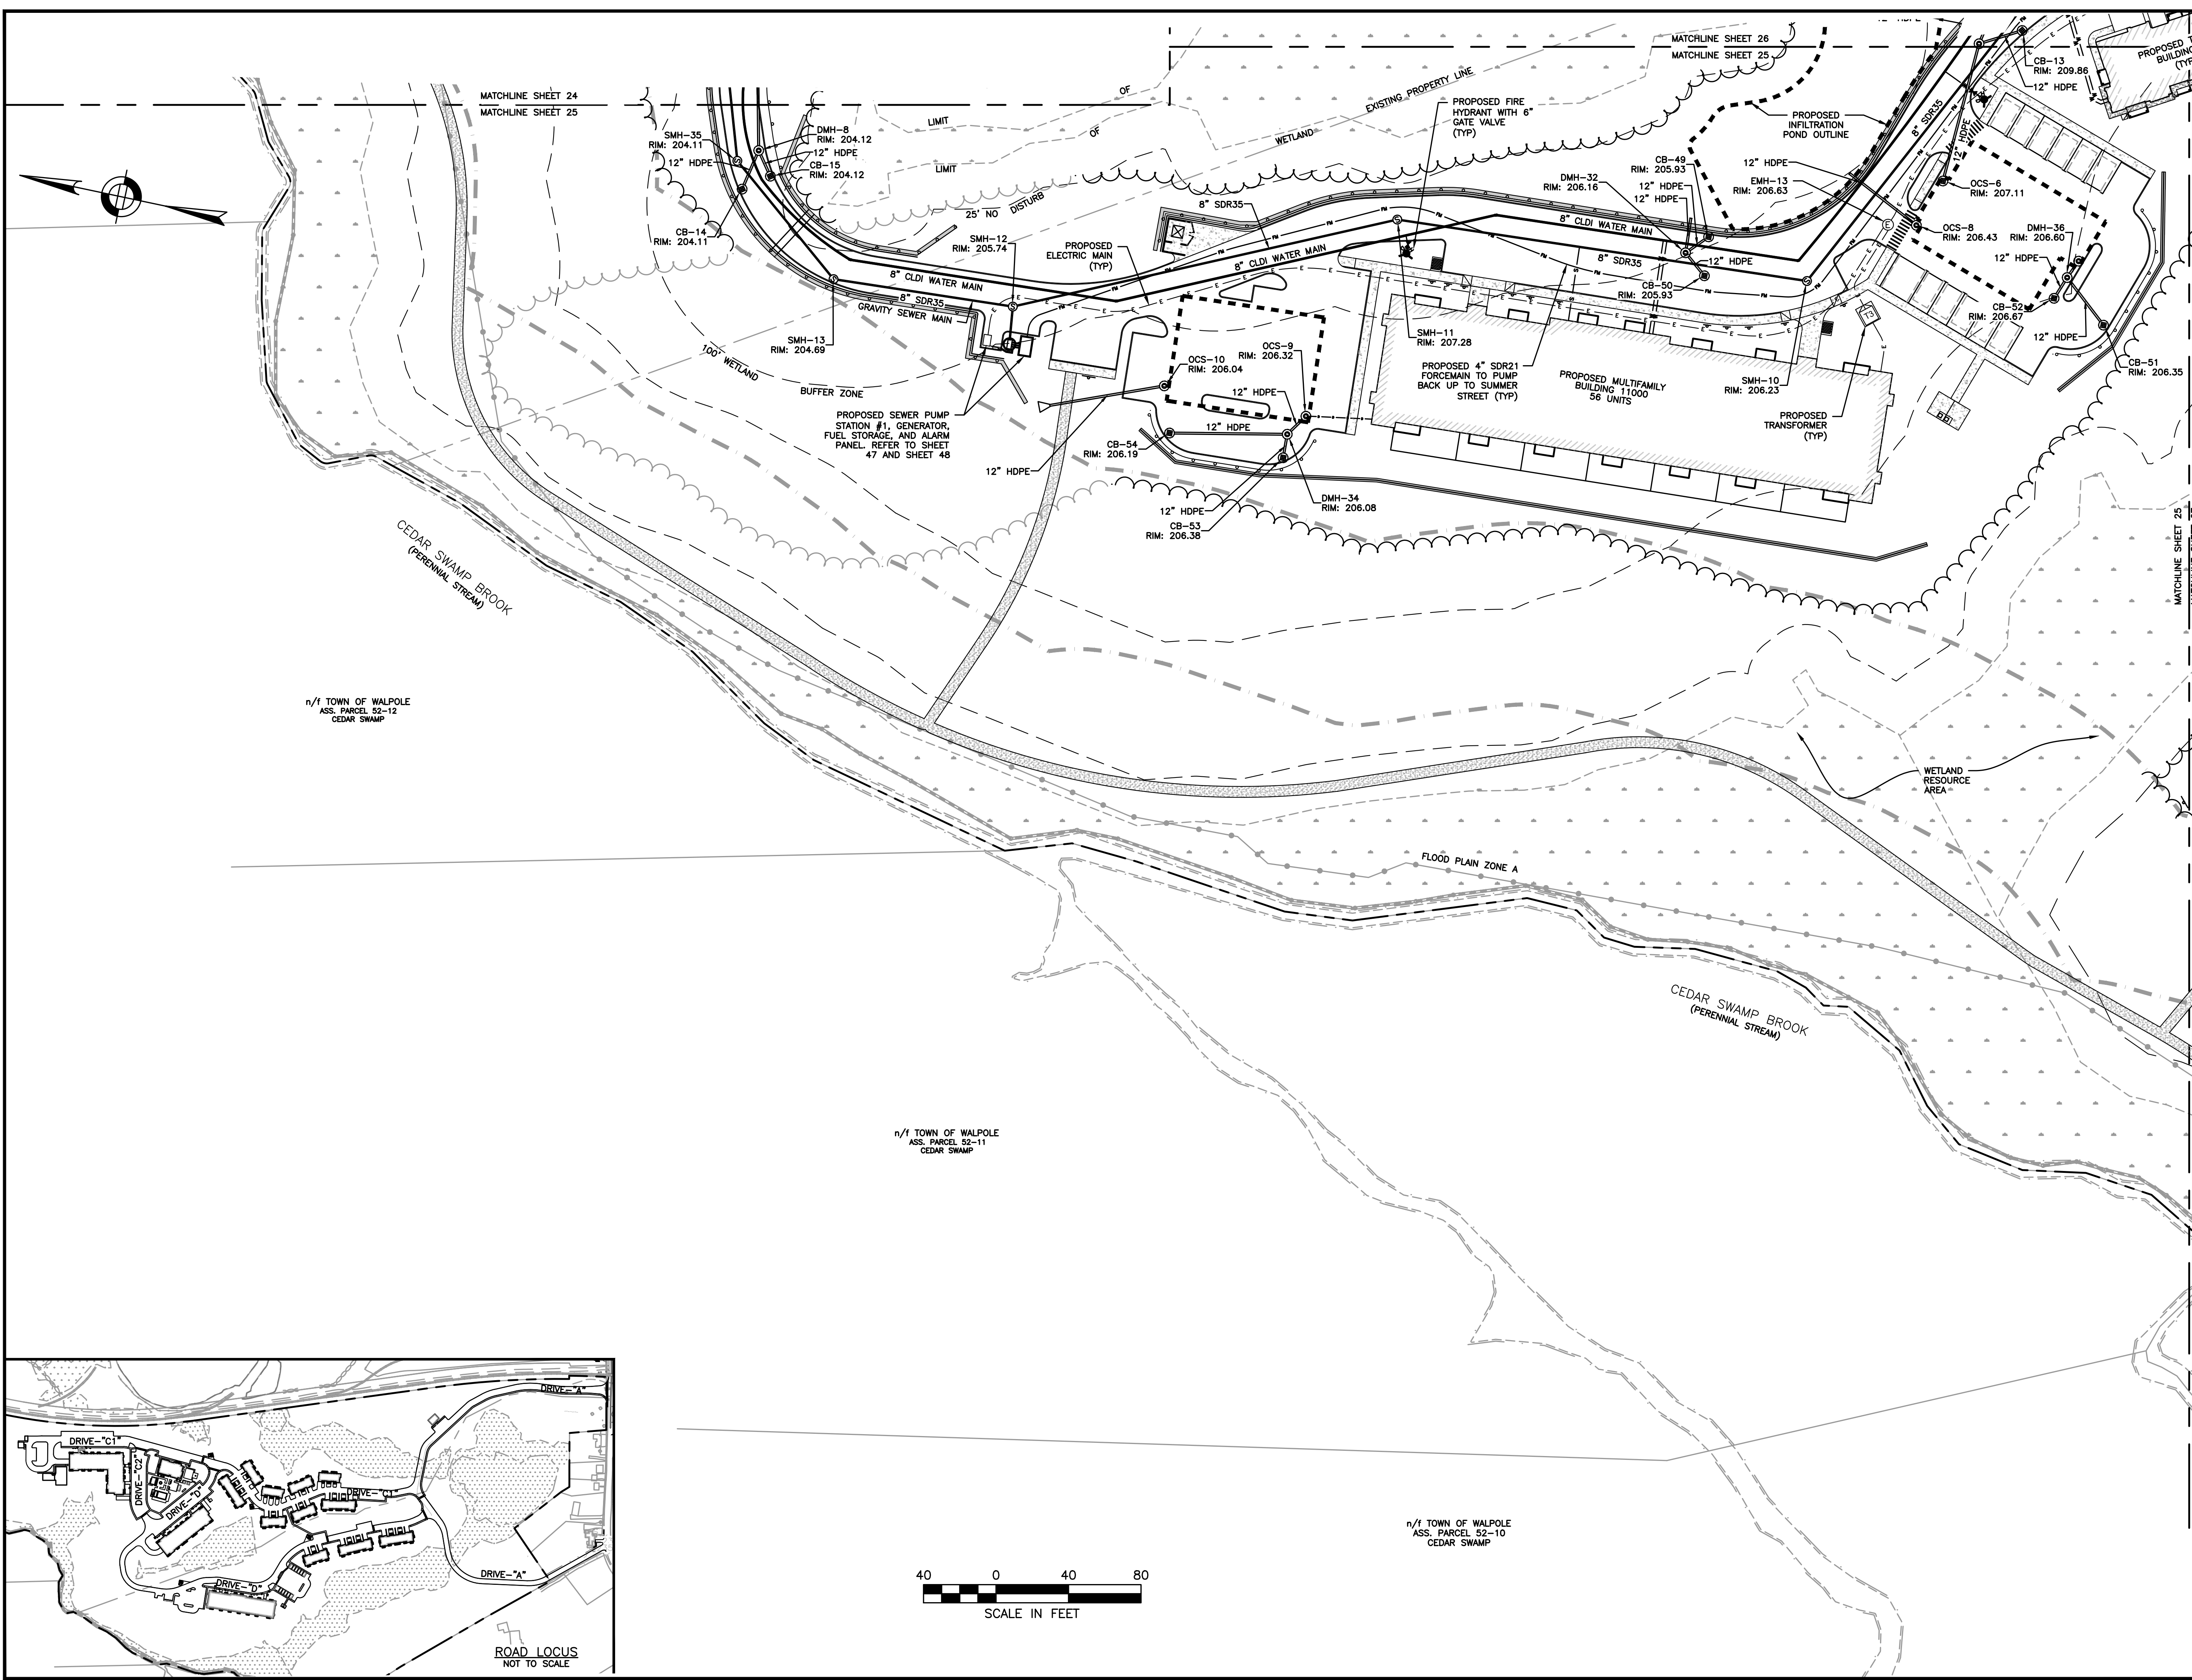 MATCHLINE SHEET 24
MATCHLINE SHEET 25
MATCHLINE SHEET 26
MATCHLINE SHEET 25
SMH-35
RIM: 204.11
12" HDPE
DMH-8
RIM: 204.12
12" HDPE
CB-15
RIM: 204.12
CB-14
RIM: 204.11
LIMIT
OF
WETLAND
LIMIT
OF
25' NO
DISTURB
EXISTING PROPERTY LINE
PROPOSED FIRE
HYDRANT WITH 6"
GATE VALVE
(TYP)
PROPOSED
INFILTRATION
POND OUTLINE
8" SDR35
CB-13
RIM: 209.86
12" HDPE
12" HDPE
CB-49
RIM: 205.93
12" HDPE
12" HDPE
DMH-32
RIM: 206.16
12" HDPE
EMH-13
RIM: 206.63
OCS-6
RIM: 207.11
OCS-8
RIM: 206.43
DMH-36
RIM: 206.60
12" HDPE
CB-52
RIM: 206.67
12" HDPE
CB-51
RIM: 206.35
8" SDR35
8" CLDI WATER MAIN
8" SDR35
12" HDPE
CB-50
RIM: 205.93
SMH-12
RIM: 205.74
PROPOSED
ELECTRIC MAIN
(TYP)
8" CLDI WATER MAIN
8" CLDI WATER MAIN
8" SDR35
GRAVITY SEWER MAIN
SMH-13
RIM: 204.69
100' WETLAND
BUFFER ZONE
OCS-10
RIM: 206.04
OCS-9
RIM: 206.32
12" HDPE
12" HDPE
SMH-11
RIM: 207.28
PROPOSED 4" SDR21
FORCEMAIN TO PUMP
BACK UP TO SUMMER
STREET (TYP)
PROPOSED MULTIFAMILY
BUILDING 11000
56 UNITS
SMH-10
RIM: 206.23
PROPOSED
TRANSFORMER
(TYP)
T3
PROPOSED SEWER PUMP
STATION #1, GENERATOR,
FUEL STORAGE, AND ALARM
PANEL. REFER TO SHEET
47 AND SHEET 48
12" HDPE
CB-54
RIM: 206.19
DMH-34
RIM: 206.08
12" HDPE
CB-53
RIM: 206.38
MATCHLINE SHEET 25
CEDAR SWAMP BROOK
(PERENNIAL STREAM)
n/f TOWN OF WALPOLE
ASS. PARCEL 52-12
CEDAR SWAMP
WETLAND
RESOURCE
AREA
FLOOD PLAIN ZONE A
CEDAR SWAMP BROOK
(PERENNIAL STREAM)
n/f TOWN OF WALPOLE
ASS. PARCEL 52-11
CEDAR SWAMP
n/f TOWN OF WALPOLE
ASS. PARCEL 52-10
CEDAR SWAMP
40 0 40 80
SCALE IN FEET
DRIVE-"A"
DRIVE-"C1"
DRIVE-"C2"
DRIVE-"D"
DRIVE-"C1"
DRIVE-"D"
DRIVE-"A"
ROAD LOCUS
NOT TO SCALE